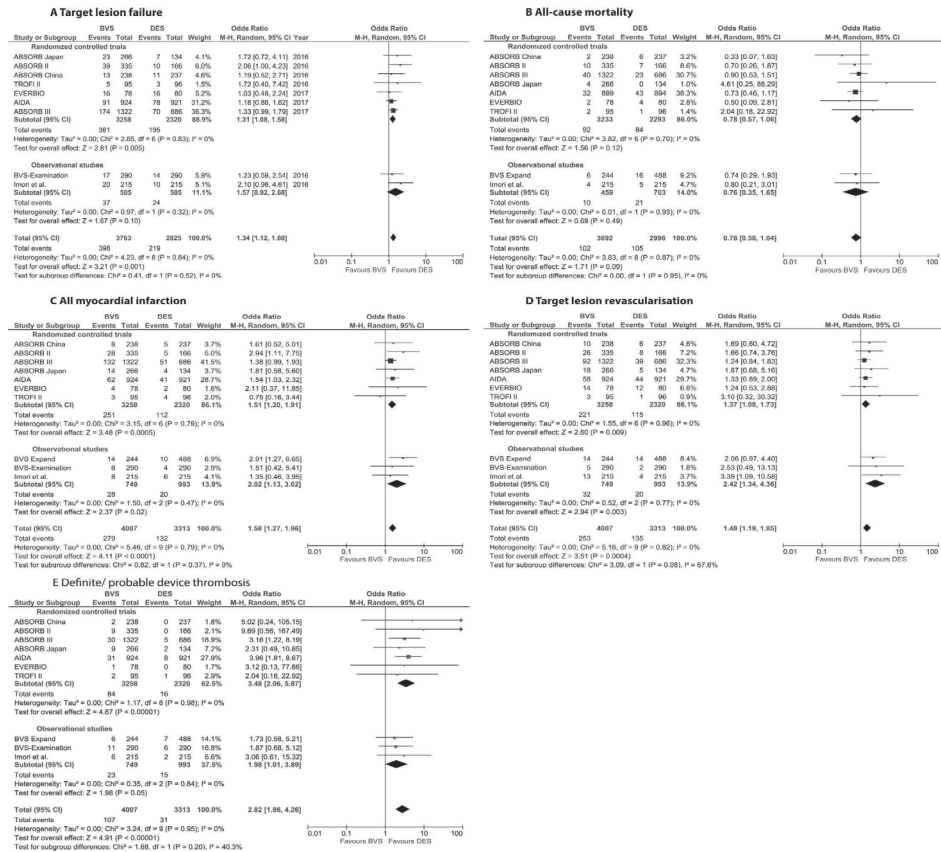 A Target lesion failure
BVS DES Odds Ratio Odds Ratio
Study or Subgroup Events Total Events Total Weight M-H, Random, 95% CI Year M-H, Random, 95% CI
Randomized controlled trials
ABSORB Japan 23 266 7 134 4.1% 1.72 [0.72, 4.11] 2016
ABSORB II 39 335 10 166 6.0% 2.06 [1.00, 4.23] 2016
ABSORB China 13 238 11 237 4.6% 1.19 [0.52, 2.71] 2016
TROFI II 5 95 3 96 1.5% 1.72 [0.40, 7.42] 2016
EVERBIO 16 78 16 80 5.1% 1.03 [0.48, 2.24] 2017
AIDA 91 924 78 921 31.2% 1.18 [0.86, 1.62] 2017
ABSORB III 174 1322 70 686 36.3% 1.33 [0.99, 1.79] 2017
Subtotal (95% CI) 3258 2320 88.9% 1.31 [1.08, 1.58]
Total events 361 195
Heterogeneity: Tau² = 0.00; Chi² = 2.85, df = 6 (P = 0.83); I² = 0%
Test for overall effect: Z = 2.81 (P = 0.005)
Observational studies
BVS-Examination 17 290 14 290 5.9% 1.23 [0.59, 2.54] 2016
Imori et al. 20 215 10 215 5.2% 2.10 [0.96, 4.61] 2016
Subtotal (95% CI) 505 505 11.1% 1.57 [0.92, 2.68]
Total events 37 24
Heterogeneity: Tau² = 0.00; Chi² = 0.97, df = 1 (P = 0.32); I² = 0%
Test for overall effect: Z = 1.67 (P = 0.10)
Total (95% CI) 3763 2825 100.0% 1.34 [1.12, 1.60]
Total events 398 219
Heterogeneity: Tau² = 0.00; Chi² = 4.23, df = 8 (P = 0.84); I² = 0%
Test for overall effect: Z = 3.21 (P = 0.001)
Test for subgroup differences: Chi² = 0.41, df = 1 (P = 0.52), I² = 0%
0.01 0.1 1 10 100
Favours BVS Favours DES
B All-cause mortality
BVS DES Odds Ratio Odds Ratio
Study or Subgroup Events Total Events Total Weight M-H, Random, 95% CI M-H, Random, 95% CI
Randomized controlled trials
ABSORB China 2 238 6 237 3.2% 0.33 [0.07, 1.63]
ABSORB II 10 335 7 166 8.7% 0.70 [0.26, 1.87]
ABSORB III 40 1322 23 686 30.7% 0.90 [0.53, 1.51]
ABSORB Japan 4 266 0 134 1.0% 4.61 [0.25, 86.29]
AIDA 32 899 43 894 38.3% 0.73 [0.46, 1.17]
EVERBIO 2 78 4 80 2.8% 0.50 [0.09, 2.81]
TROFI II 2 95 1 96 1.4% 2.04 [0.18, 22.92]
Subtotal (95% CI) 3233 2293 86.0% 0.78 [0.57, 1.06]
Total events 92 84
Heterogeneity: Tau² = 0.00; Chi² = 3.82, df = 6 (P = 0.70); I² = 0%
Test for overall effect: Z = 1.56 (P = 0.12)
Observational studies
BVS Expand 6 244 16 488 9.2% 0.74 [0.29, 1.93]
Imori et al. 4 215 5 215 4.7% 0.80 [0.21, 3.01]
Subtotal (95% CI) 459 703 14.0% 0.76 [0.35, 1.65]
Total events 10 21
Heterogeneity: Tau² = 0.00; Chi² = 0.01, df = 1 (P = 0.93); I² = 0%
Test for overall effect: Z = 0.69 (P = 0.49)
Total (95% CI) 3692 2996 100.0% 0.78 [0.58, 1.04]
Total events 102 105
Heterogeneity: Tau² = 0.00; Chi² = 3.83, df = 8 (P = 0.87); I² = 0%
Test for overall effect: Z = 1.71 (P = 0.09)
Test for subgroup differences: Chi² = 0.00, df = 1 (P = 0.95), I² = 0%
0.01 0.1 1 10 100
Favours BVS Favours DES
C All myocardial infarction
BVS DES Odds Ratio Odds Ratio
Study or Subgroup Events Total Events Total Weight M-H, Random, 95% CI M-H, Random, 95% CI
Randomized controlled trials
ABSORB China 8 238 5 237 3.7% 1.61 [0.52, 5.01]
ABSORB II 28 335 5 166 5.0% 2.94 [1.11, 7.75]
ABSORB III 132 1322 51 686 41.5% 1.38 [0.99, 1.93]
ABSORB Japan 14 266 4 134 3.7% 1.81 [0.58, 5.60]
AIDA 62 924 41 921 28.7% 1.54 [1.03, 2.32]
EVERBIO 4 78 2 80 1.6% 2.11 [0.37, 11.85]
TROFI II 3 95 4 96 2.0% 0.75 [0.16, 3.44]
Subtotal (95% CI) 3258 2320 86.1% 1.51 [1.20, 1.91]
Total events 251 112
Heterogeneity: Tau² = 0.00; Chi² = 3.15, df = 6 (P = 0.79); I² = 0%
Test for overall effect: Z = 3.48 (P = 0.0005)
Observational studies
BVS Expand 14 244 10 488 6.8% 2.91 [1.27, 6.65]
BVS-Examination 6 290 4 290 2.9% 1.51 [0.42, 5.41]
Imori et al. 8 215 6 215 4.1% 1.35 [0.46, 3.95]
Subtotal (95% CI) 749 993 13.9% 2.02 [1.13, 3.62]
Total events 28 20
Heterogeneity: Tau² = 0.00; Chi² = 1.50, df = 2 (P = 0.47); I² = 0%
Test for overall effect: Z = 2.37 (P = 0.02)
Total (95% CI) 4007 3313 100.0% 1.58 [1.27, 1.96]
Total events 279 132
Heterogeneity: Tau² = 0.00; Chi² = 5.46, df = 9 (P = 0.79); I² = 0%
Test for overall effect: Z = 4.11 (P < 0.0001)
Test for subgroup differences: Chi² = 0.82, df = 1 (P = 0.37), I² = 0%
0.01 0.1 1 10 100
Favours BVS Favours DES
D Target lesion revascularisation
BVS DES Odds Ratio Odds Ratio
Study or Subgroup Events Total Events Total Weight M-H, Random, 95% CI M-H, Random, 95% CI
Randomized controlled trials
ABSORB China 10 238 6 237 4.6% 1.69 [0.60, 4.72]
ABSORB II 26 335 8 166 7.4% 1.66 [0.74, 3.76]
ABSORB III 92 1322 39 686 33.3% 1.24 [0.84, 1.83]
ABSORB Japan 18 266 5 134 4.7% 1.87 [0.68, 5.16]
AIDA 58 924 44 921 29.9% 1.33 [0.89, 2.00]
EVERBIO 14 78 12 80 6.8% 1.24 [0.53, 2.88]
TROFI II 3 95 1 96 0.9% 3.10 [0.32, 30.32]
Subtotal (95% CI) 3258 2320 86.1% 1.37 [1.08, 1.73]
Total events 221 115
Heterogeneity: Tau² = 0.00; Chi² = 1.55, df = 6 (P = 0.96); I² = 0%
Test for overall effect: Z = 2.60 (P = 0.009)
Observational studies
BVS Expand 14 244 14 488 8.4% 2.06 [0.97, 4.40]
BVS-Examination 5 290 2 290 1.8% 2.53 [0.49, 13.13]
Imori et al. 13 215 4 215 3.7% 3.39 [1.09, 10.58]
Subtotal (95% CI) 749 993 13.9% 2.42 [1.34, 4.36]
Total events 32 20
Heterogeneity: Tau² = 0.00; Chi² = 0.52, df = 2 (P = 0.77); I² = 0%
Test for overall effect: Z = 2.94 (P = 0.003)
Total (95% CI) 4007 3313 100.0% 1.48 [1.19, 1.85]
Total events 253 135
Heterogeneity: Tau² = 0.00; Chi² = 5.16, df = 9 (P = 0.82); I² = 0%
Test for overall effect: Z = 3.51 (P = 0.0004)
Test for subgroup differences: Chi² = 3.09, df = 1 (P = 0.08), I² = 67.6%
0.01 0.1 1 10 100
Favours BVS Favours DES
E Definite/ probable device thrombosis
BVS DES Odds Ratio Odds Ratio
Study or Subgroup Events Total Events Total Weight M-H, Random, 95% CI M-H, Random, 95% CI
Randomized controlled trials
ABSORB China 2 238 0 237 1.8% 5.02 [0.24, 105.15]
ABSORB II 9 335 0 166 2.1% 9.69 [0.56, 167.49]
ABSORB III 30 1322 5 686 18.9% 3.16 [1.22, 8.19]
ABSORB Japan 9 266 2 134 7.2% 2.31 [0.49, 10.85]
AIDA 31 924 8 921 27.9% 3.96 [1.81, 8.67]
EVERBIO 1 78 0 80 1.6% 3.12 [0.13, 77.66]
TROFI II 2 95 1 96 2.9% 2.04 [0.18, 22.92]
Subtotal (95% CI) 3258 2320 62.5% 3.48 [2.06, 5.87]
Total events 84 16
Heterogeneity: Tau² = 0.00; Chi² = 1.17, df = 6 (P = 0.98); I² = 0%
Test for overall effect: Z = 4.67 (P < 0.00001)
Observational studies
BVS Expand 6 244 7 488 14.1% 1.73 [0.58, 5.21]
BVS-Examination 11 290 6 290 16.8% 1.87 [0.68, 5.12]
Imori et al. 6 215 2 215 6.6% 3.06 [0.61, 15.32]
Subtotal (95% CI) 749 993 37.5% 1.98 [1.01, 3.89]
Total events 23 15
Heterogeneity: Tau² = 0.00; Chi² = 0.35, df = 2 (P = 0.84); I² = 0%
Test for overall effect: Z = 1.98 (P = 0.05)
Total (95% CI) 4007 3313 100.0% 2.82 [1.86, 4.26]
Total events 107 31
Heterogeneity: Tau² = 0.00; Chi² = 3.24, df = 9 (P = 0.95); I² = 0%
Test for overall effect: Z = 4.91 (P < 0.00001)
Test for subgroup differences: Chi² = 1.68, df = 1 (P = 0.20), I² = 40.3%
0.01 0.1 1 10 100
Favours BVS Favours DES